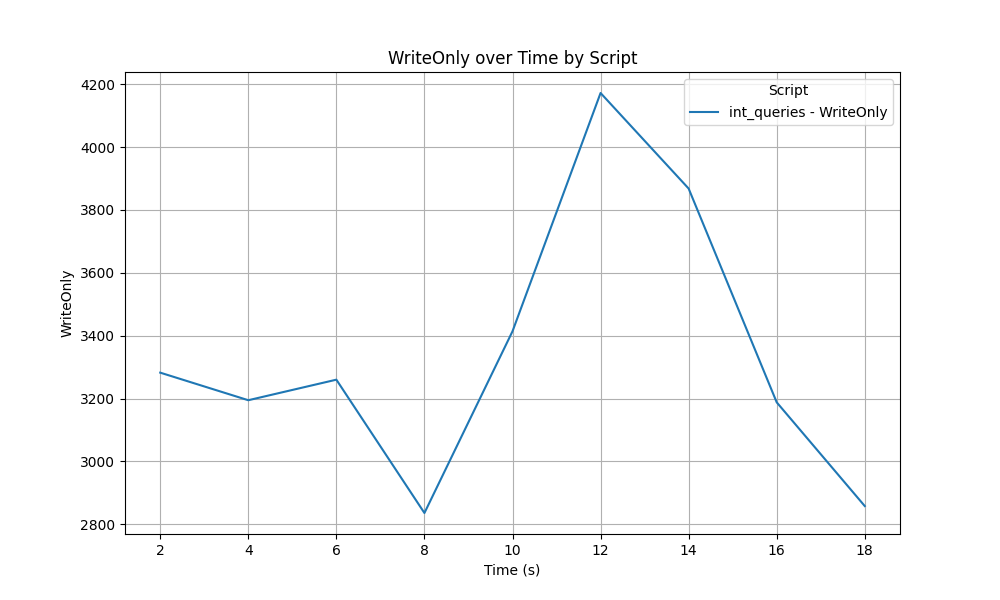 WriteOnly over Time by Script
Script
int_queries - WriteOnly
WriteOnly
4200
4000
3800
3600
3400
3200
3000
2800
2 4 6 8 10 12 14 16 18
Time (s)